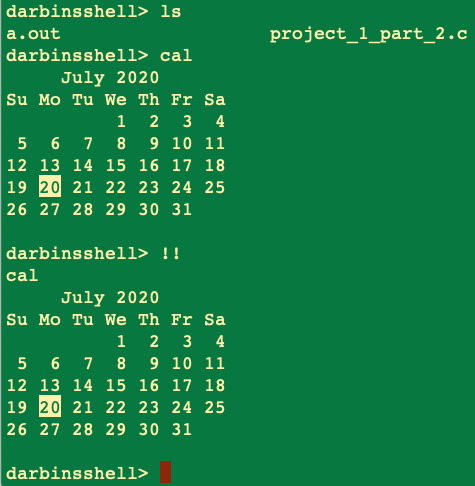 darbinsshell> ls
a.out                   project_1_part_2.c
darbinsshell> cal
     July 2020
Su Mo Tu We Th Fr Sa
          1  2  3  4
 5  6  7  8  9 10 11
12 13 14 15 16 17 18
19 20 21 22 23 24 25
26 27 28 29 30 31

darbinsshell> !!
cal
     July 2020
Su Mo Tu We Th Fr Sa
          1  2  3  4
 5  6  7  8  9 10 11
12 13 14 15 16 17 18
19 20 21 22 23 24 25
26 27 28 29 30 31

darbinsshell>